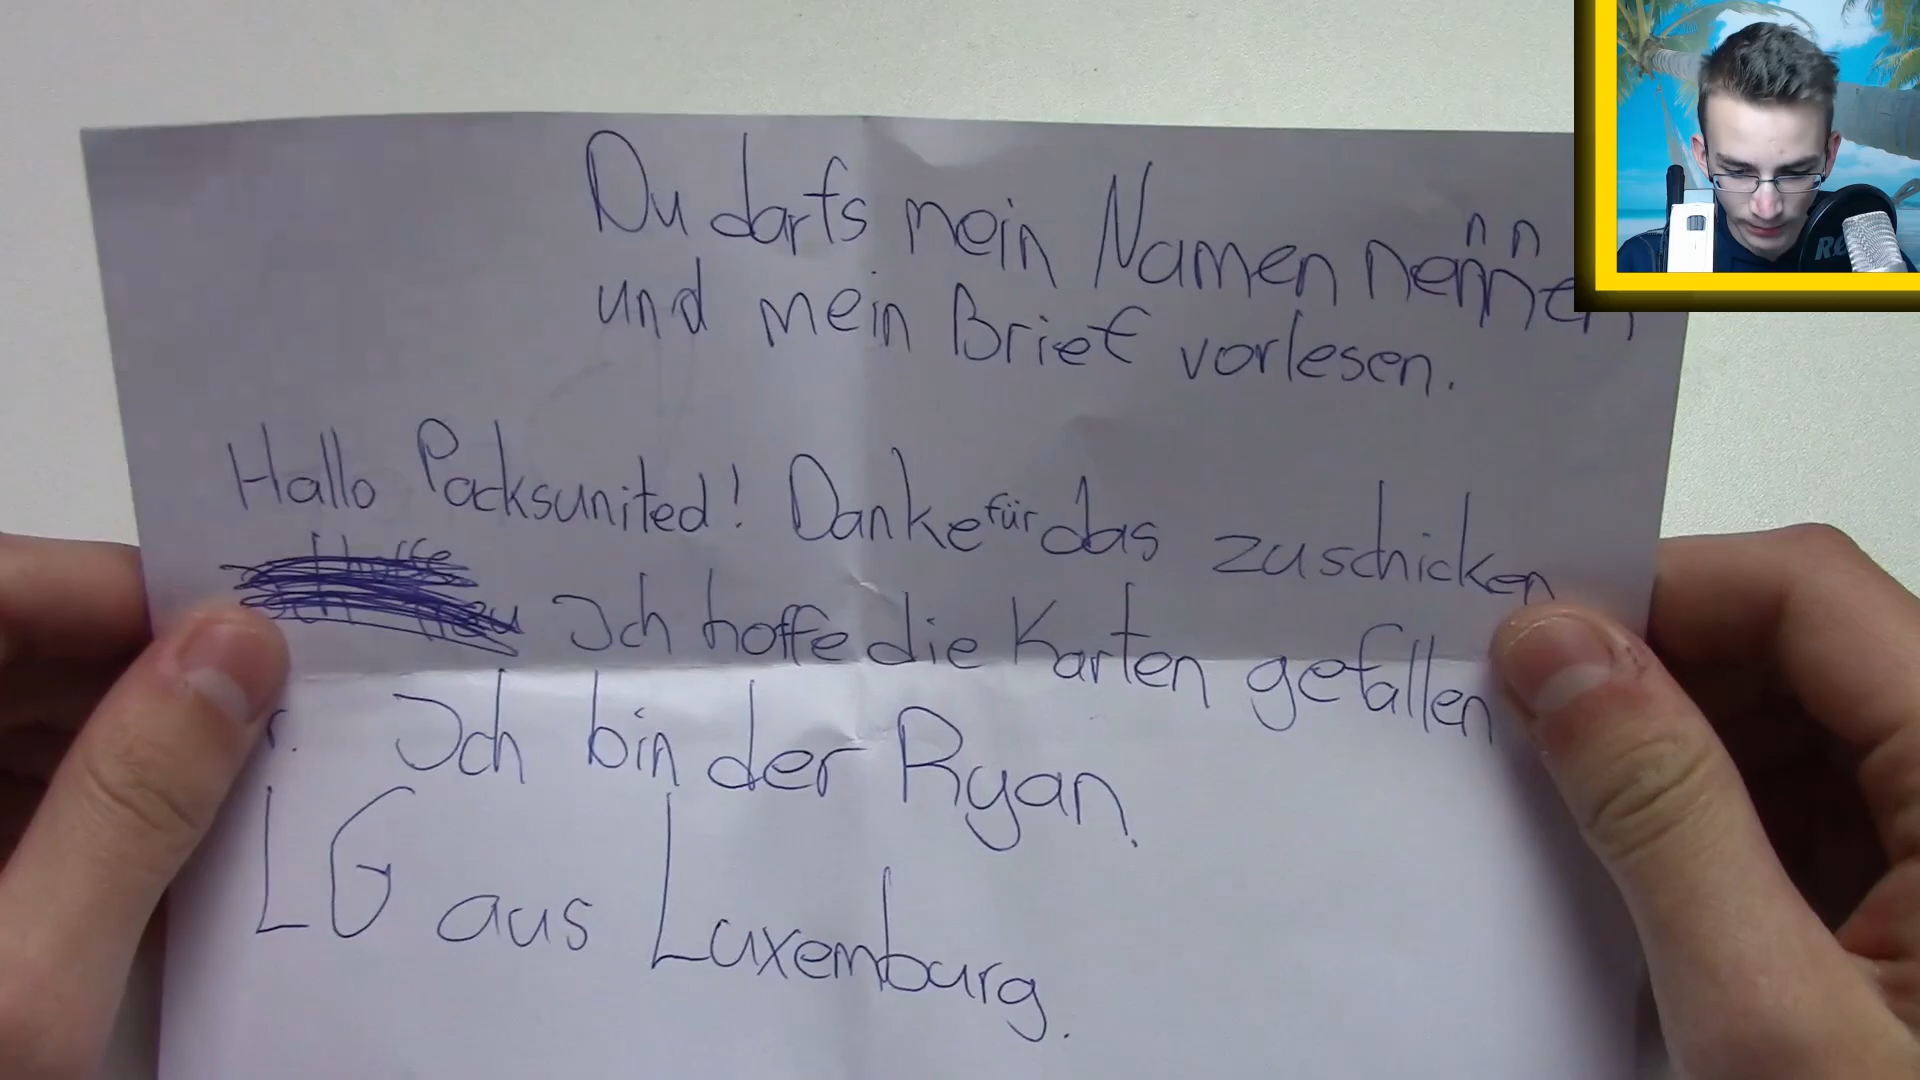 Du darfs mein Namen nennen
und mein Brief vorlesen.
Hallo Packsunited! Danke für das zuschicken
Ich hoffe die Karten gefallen
r. Ich bin der Ryan.
LG aus Luxemburg.